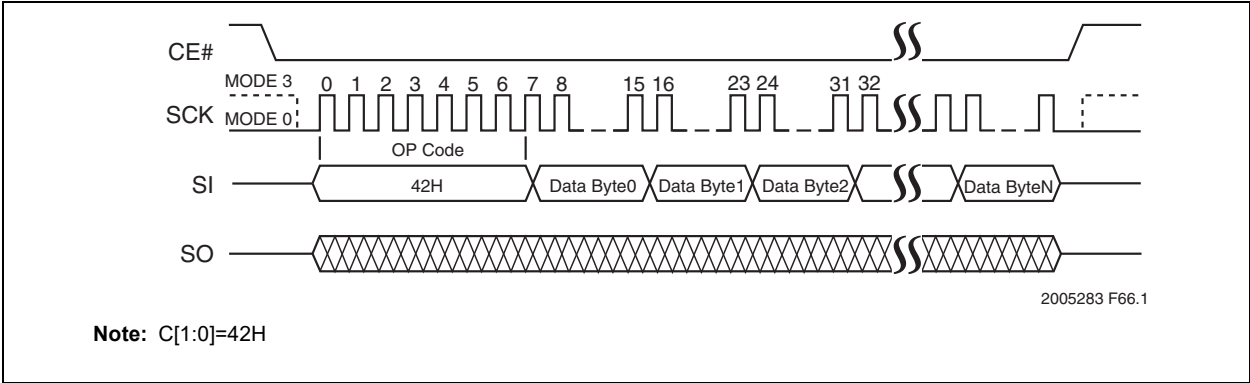 CE#
MODE 3
0 1 2 3 4 5 6 7 8 15 16 23 24 31 32
SCK
MODE 0
OP Code
SI
42H Data Byte0 Data Byte1 Data Byte2 Data ByteN
SO
2005283 F66.1
Note: C[1:0]=42H